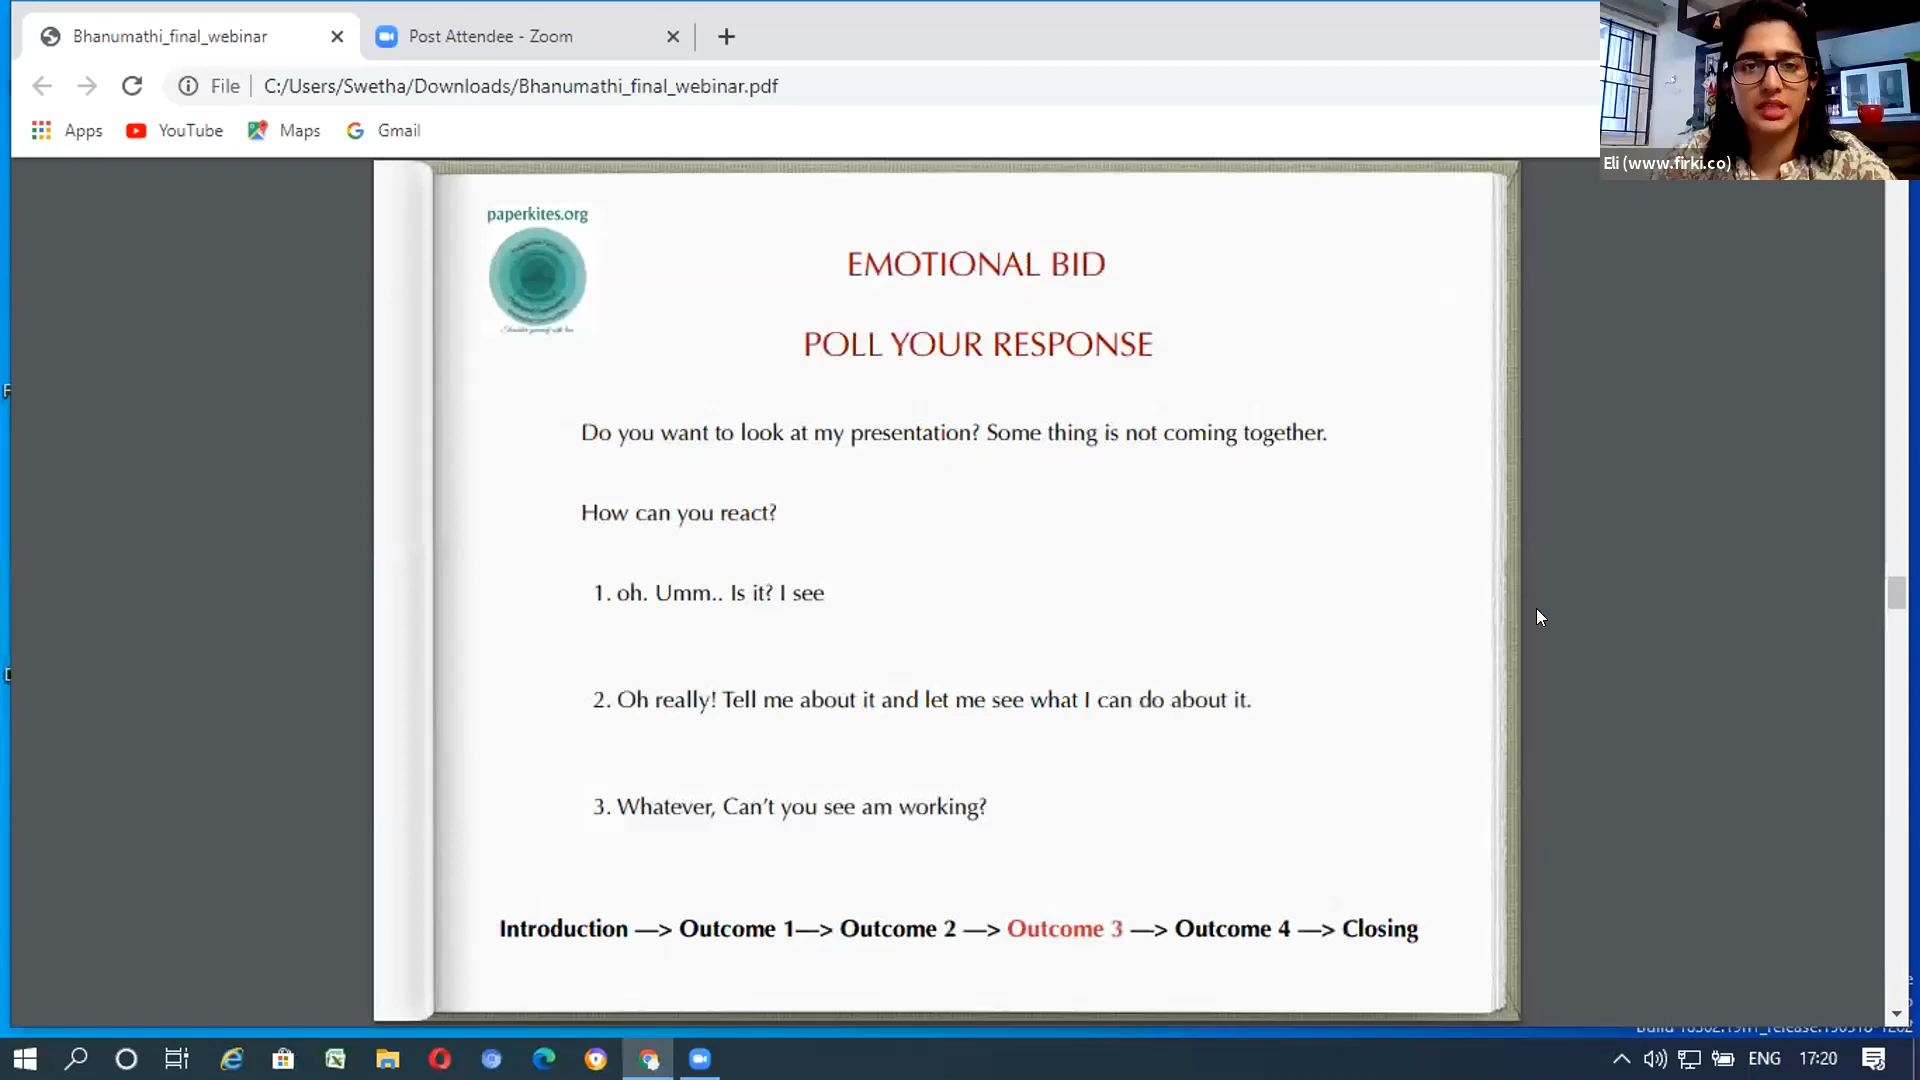 Bhanumathi_final_webinar
Post Attendee - Zoom
File
C:/Users/Swetha/Downloads/Bhanumathi_final_webinar.pdf
Apps
YouTube
Maps
Gmail
Eli (www.firki.co)
paperkites.org
EMOTIONAL BID
POLL YOUR RESPONSE
Do you want to look at my presentation? Some thing is not coming together.
How can you react?
1. oh. Umm.. Is it? I see
2. Oh really! Tell me about it and let me see what I can do about it.
3. Whatever, Can't you see am working?
Introduction —> Outcome 1—> Outcome 2 —> Outcome 3 —> Outcome 4 —> Closing
ENG
17:20